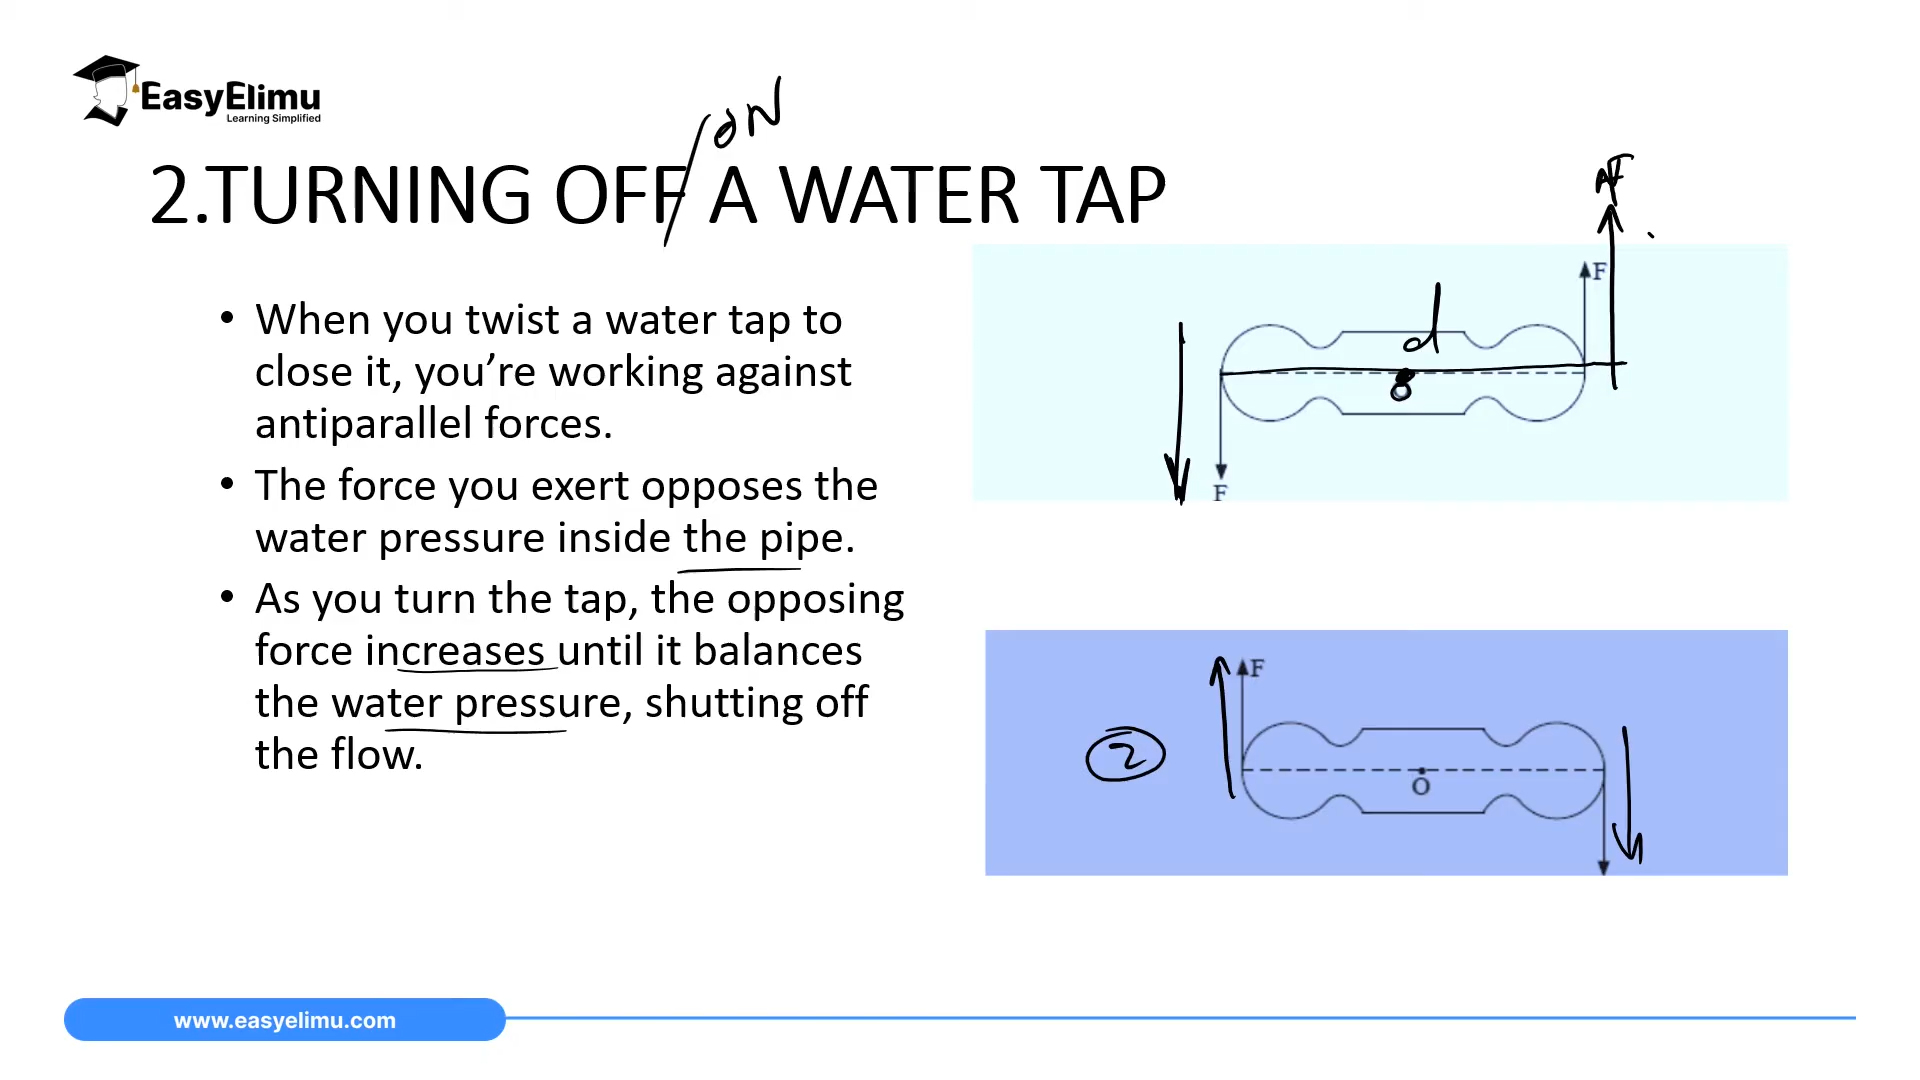 EasyElimu
Learning Simplified
/ON
2.TURNING OFF A WATER TAP
• When you twist a water tap to
close it, you’re working against
antiparallel forces.
• The force you exert opposes the
water pressure inside the pipe.
• As you turn the tap, the opposing
force increases until it balances
the water pressure, shutting off
the flow.
F
F
d
F
F
2
O
www.easyelimu.com